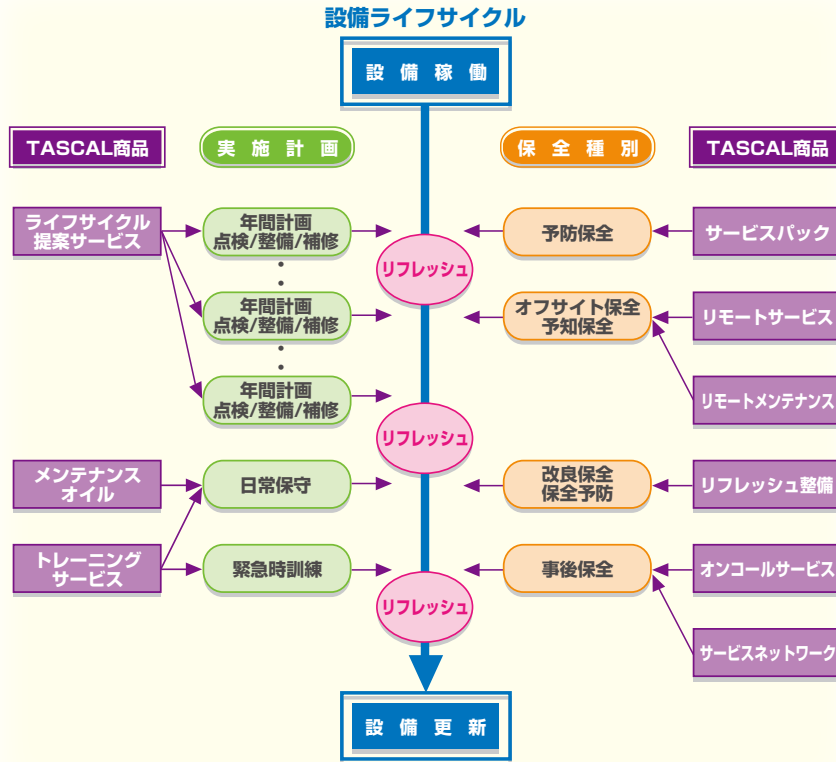 設備ライフサイクル
設備稼働
TASCAL商品
実施計画
保全種別
TASCAL商品
ライフサイクル
提案サービス
年間計画
点検/整備/補修
リフレッシュ
予防保全
サービスパック
年間計画
点検/整備/補修
オフサイト保全
予知保全
リモートサービス
年間計画
点検/整備/補修
リフレッシュ
リモートメンテナンス
メンテナンス
オイル
日常保守
改良保全
保全予防
リフレッシュ整備
トレーニング
サービス
緊急時訓練
リフレッシュ
事後保全
オンコールサービス
サービスネットワーク
設備更新